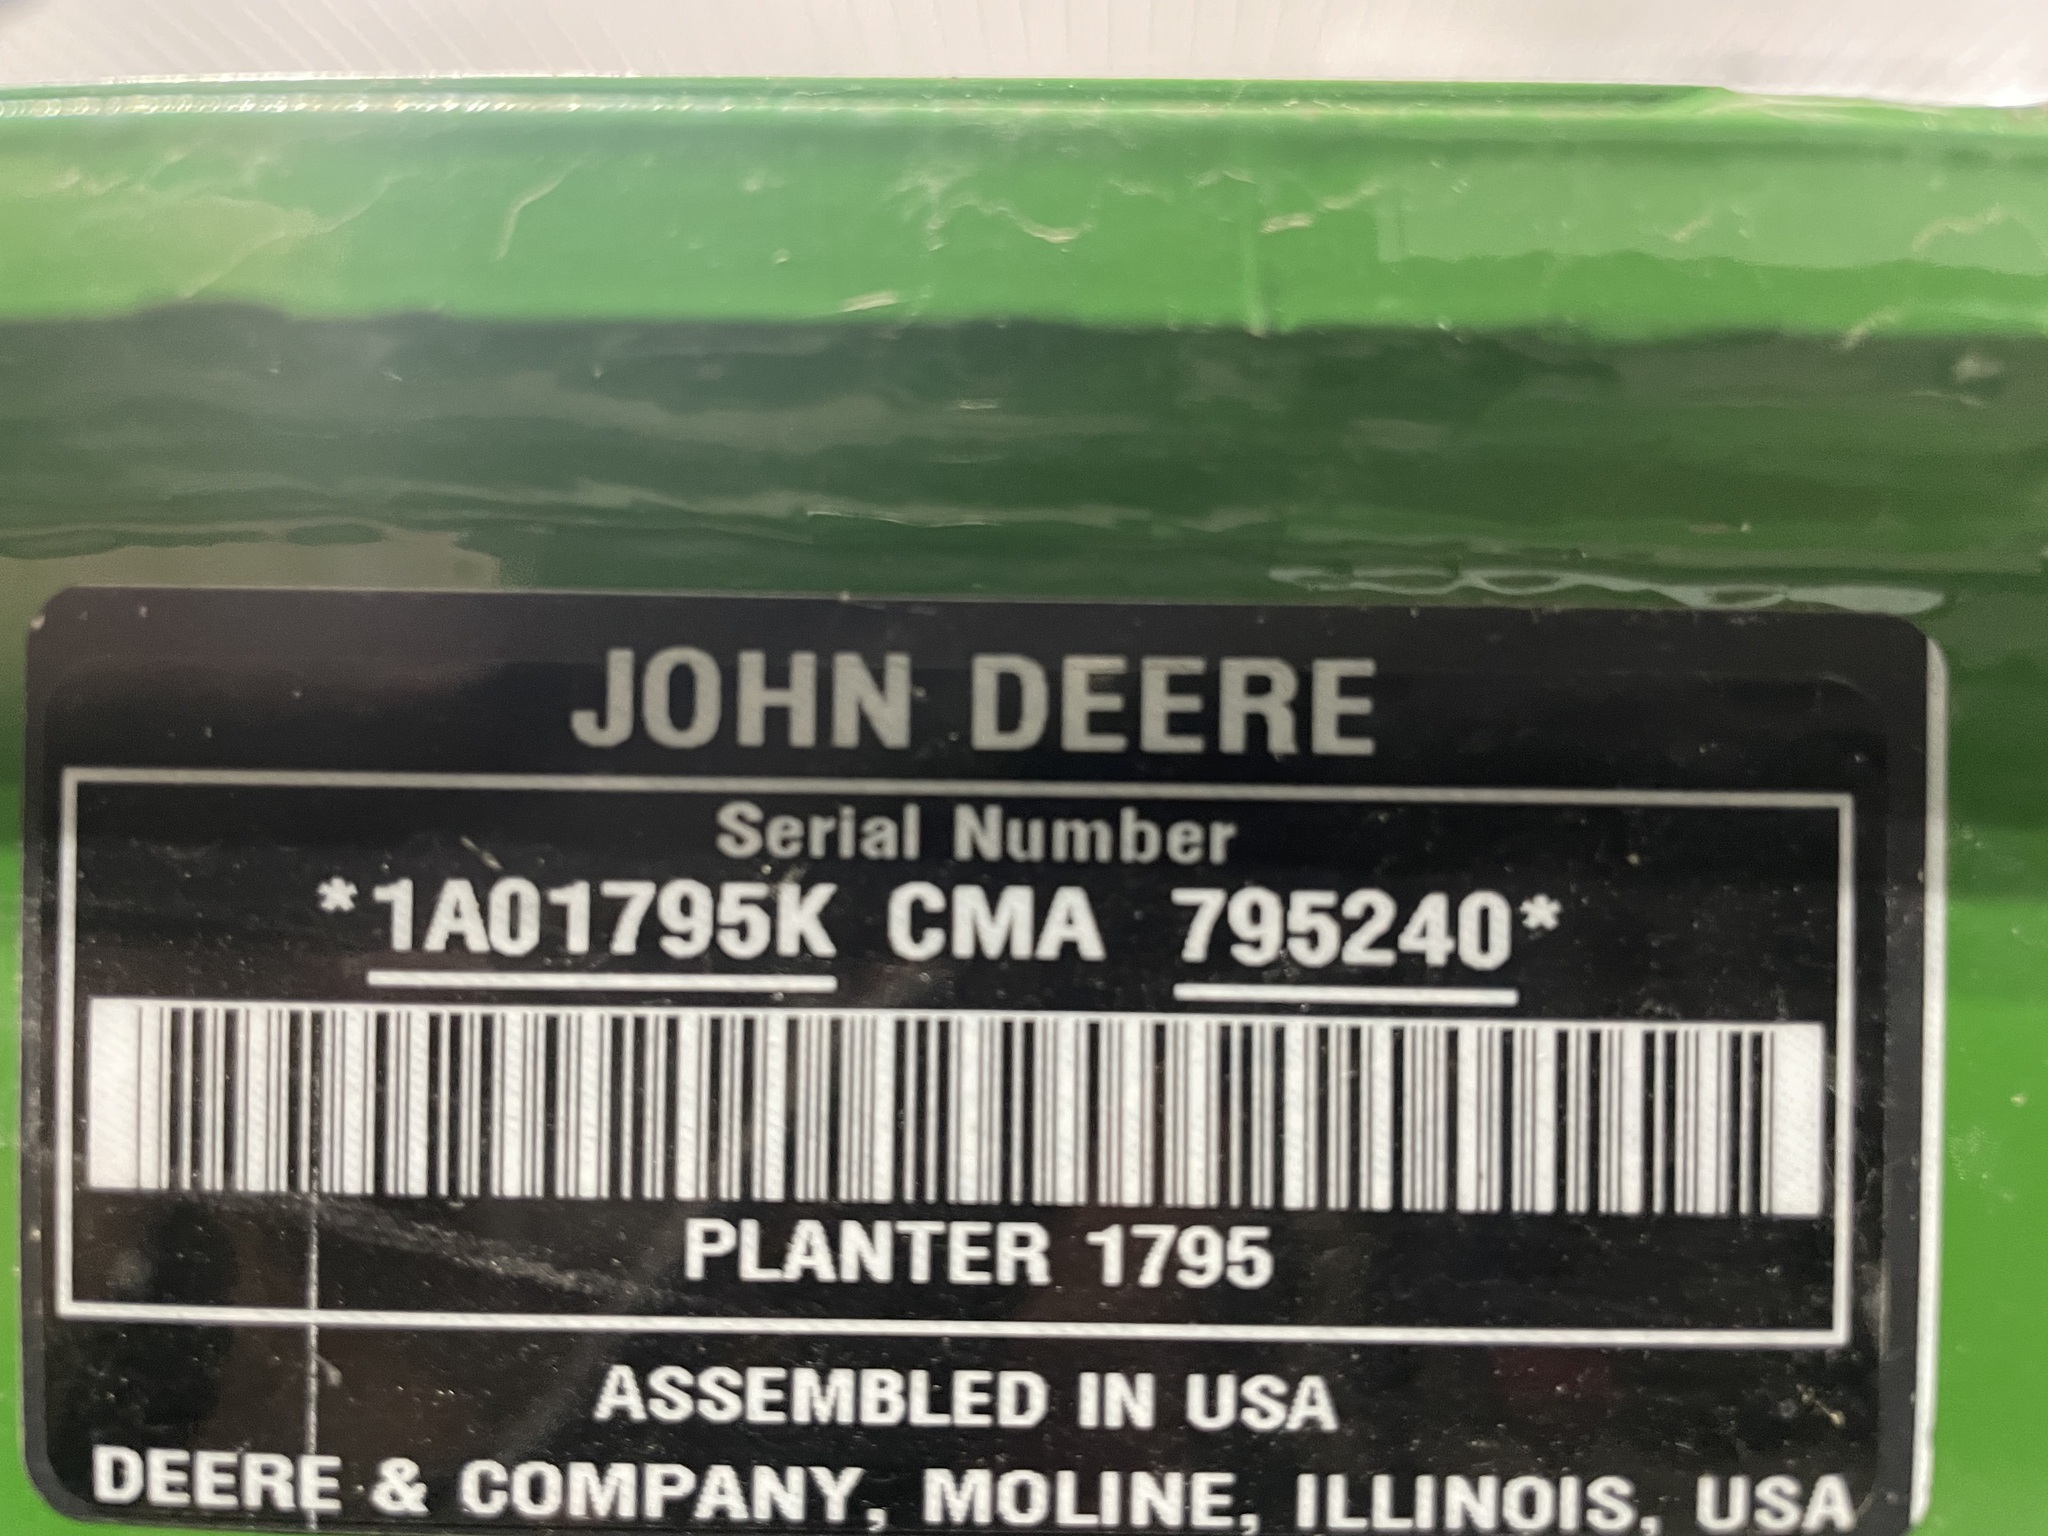 JOHN DEERE
Serial Number
*1A01795K CMA 795240*
PLANTER 1795
ASSEMBLED IN USA
DEERE & COMPANY, MOLINE, ILLINOIS, USA